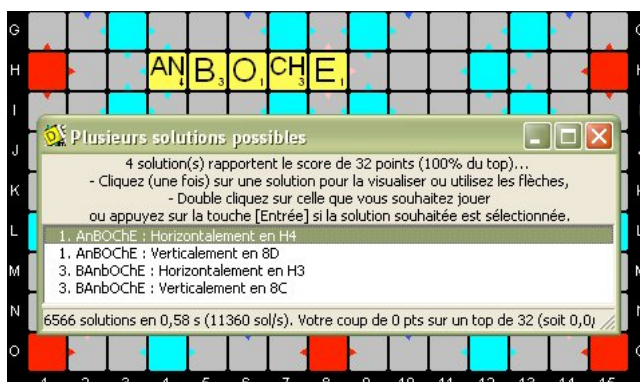 G
H AN4 B3 O1 CH3 E1
I
Plusieurs solutions possibles
J
4 solution(s) rapportent le score de 32 points (100% du top)...
- Cliquez (une fois) sur une solution pour la visualiser ou utilisez les flèches,
K
- Double cliquez sur celle que vous souhaitez jouer
ou appuyez sur la touche [Entrée] si la solution souhaitée est sélectionnée.
L
1. AnBOChE : Horizontalement en H4
1. AnBOChE : Verticalement en 8D
M
3. BAnbOChE : Horizontalement en H3
3. BAnbOChE : Verticalement en 8C
N
6566 solutions en 0,58 s (11360 sol/s). Votre coup de 0 pts sur un top de 32 (soit 0,0
O
1 2 3 4 5 6 7 8 9 10 11 12 13 14 15